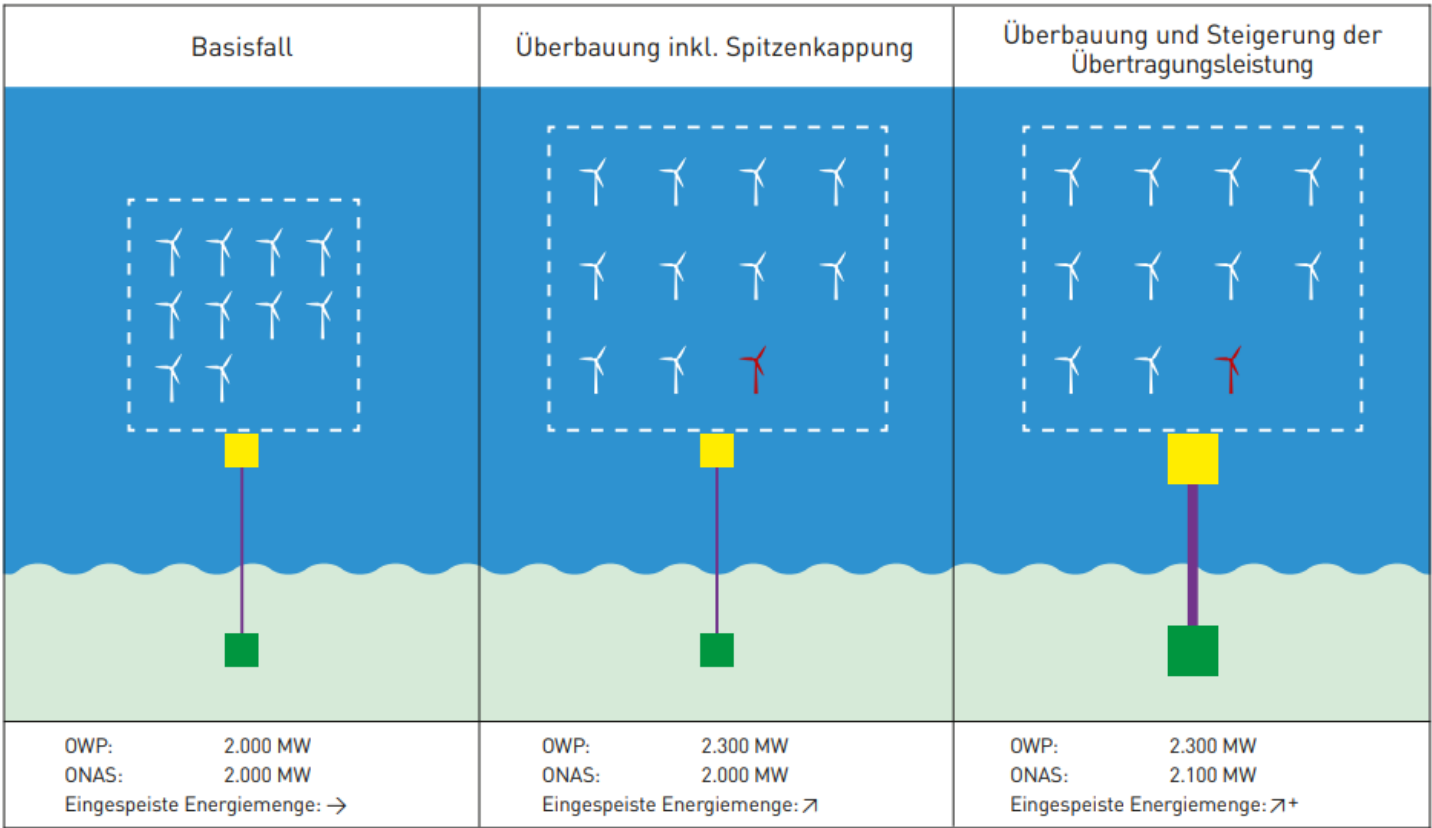 Basisfall
Überbauung inkl. Spitzenkappung
Überbauung und Steigerung der
Übertragungsleistung
OWP: 2.000 MW
ONAS: 2.000 MW
Eingespeiste Energiemenge: →
OWP: 2.300 MW
ONAS: 2.000 MW
Eingespeiste Energiemenge: ↗
OWP: 2.300 MW
ONAS: 2.100 MW
Eingespeiste Energiemenge: ↗+